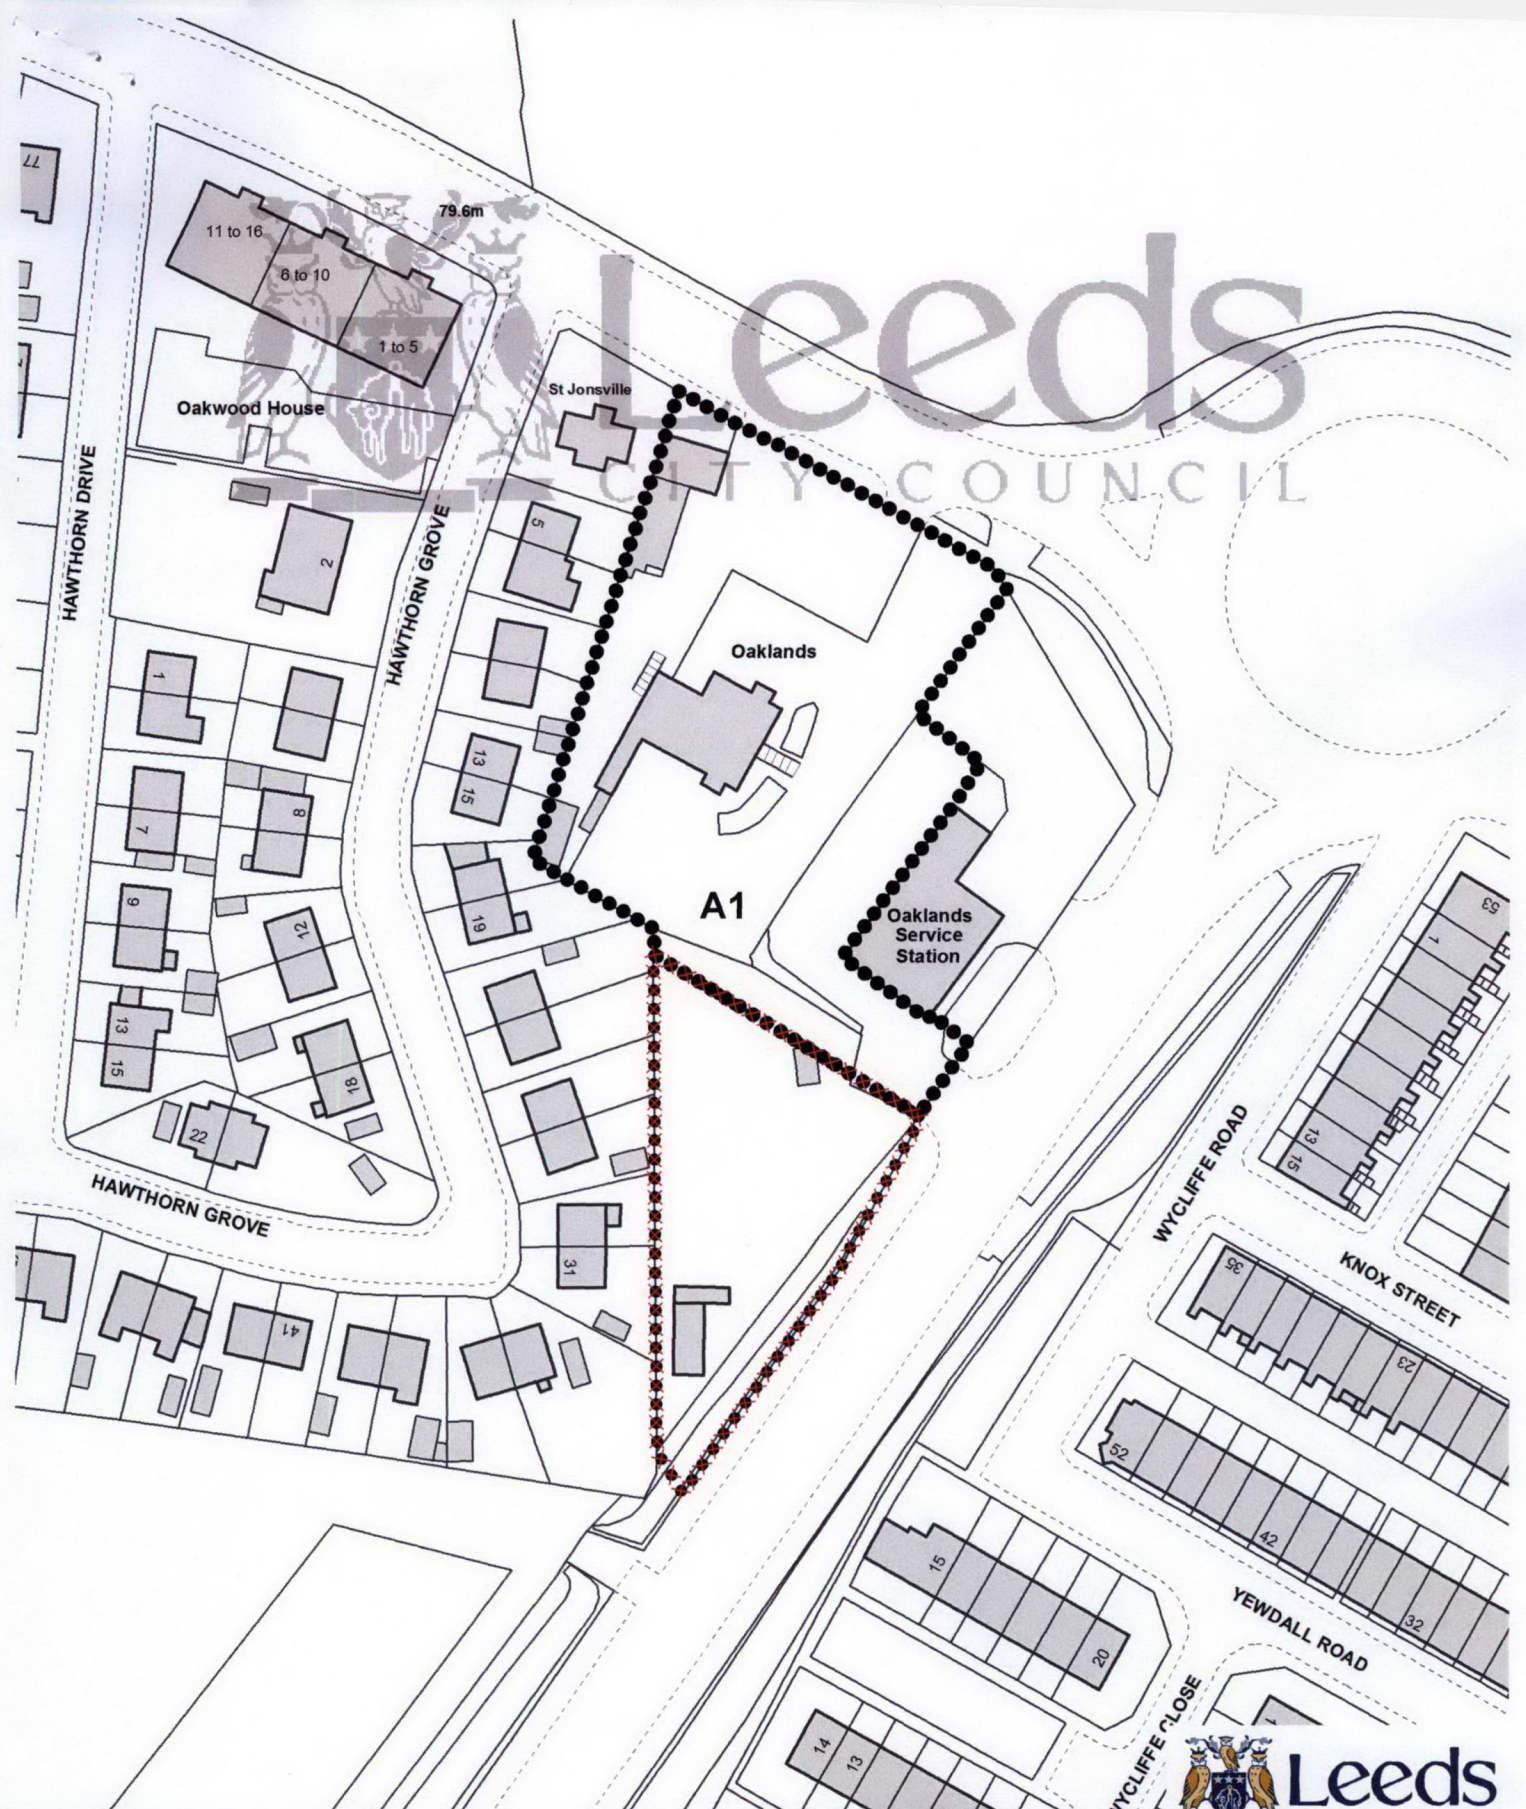 77
11 to 16
79.6m
6 to 10
Leeds
1 to 5
St Jonsville
Oakwood House
CITY COUNCIL
HAWTHORN DRIVE
5
HAWTHORN GROVE
2
Oaklands
1
13
15
8
7
A1
9
19
12
Oaklands
Service
Station
53
1
13
15
18
22
13
15
WYCLIFFE ROAD
HAWTHORN GROVE
31
35
KNOX STREET
41
23
52
42
15
32
YEWDALL ROAD
20
WYCLIFFE CLOSE
14
13
1
Leeds